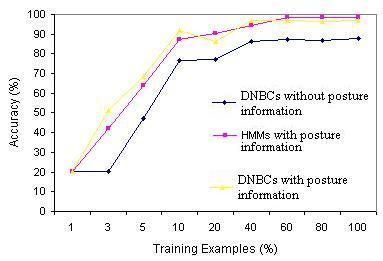 100
90
80
70
60
50
40
30
20
10
0
Accuracy (%)
DNBCs without posture
information
HMMs with posture
information
DNBCs with posture
information
1 3 5 10 20 40 60 80 100
Training Examples (%)